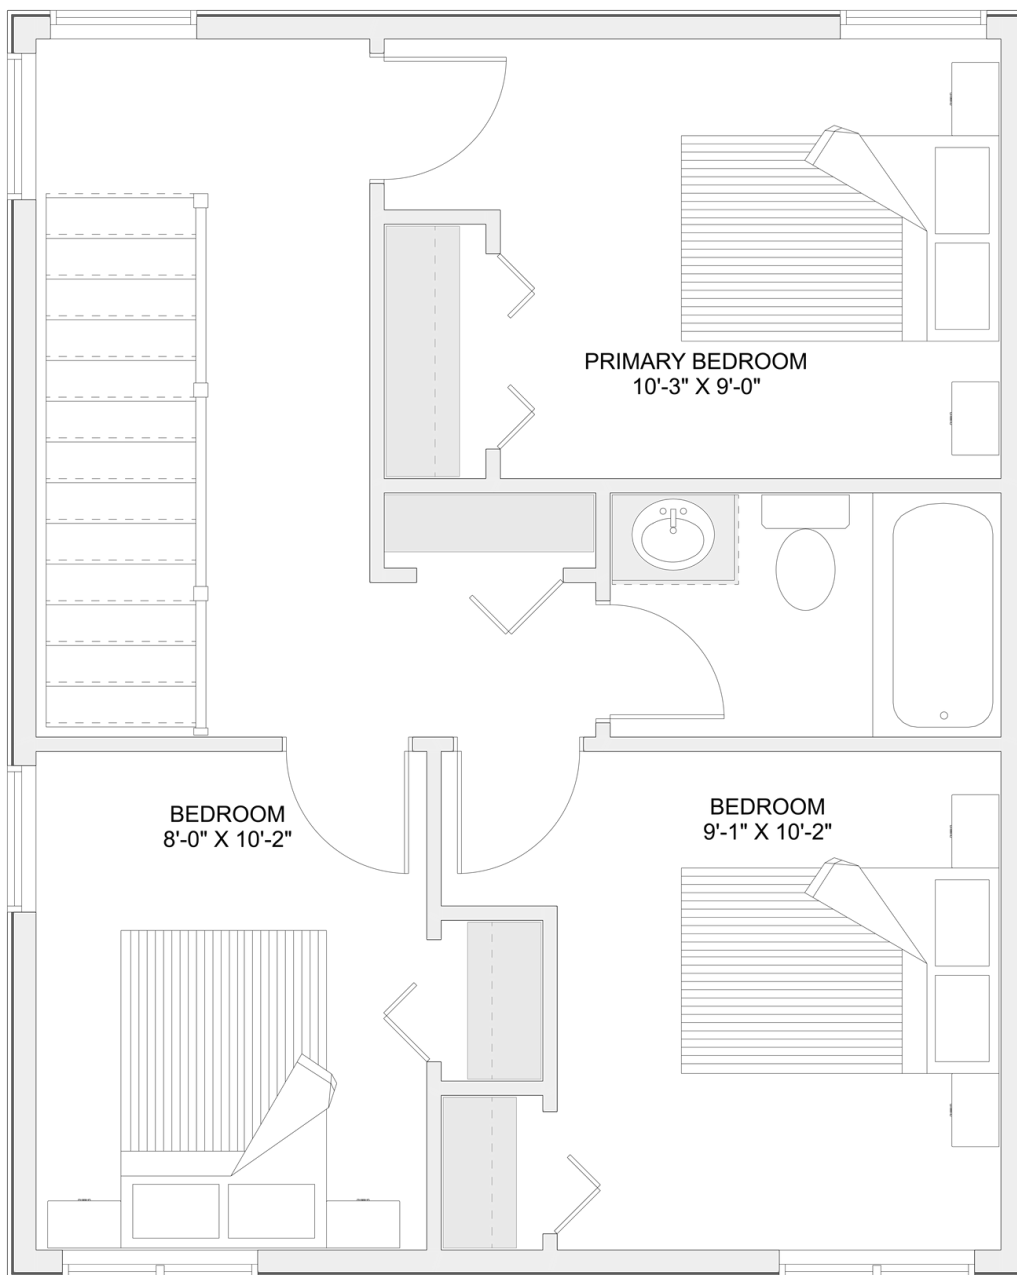 PRIMARY BEDROOM
10'-3" X 9'-0"
BEDROOM
8'-0" X 10'-2"
BEDROOM
9'-1" X 10'-2"